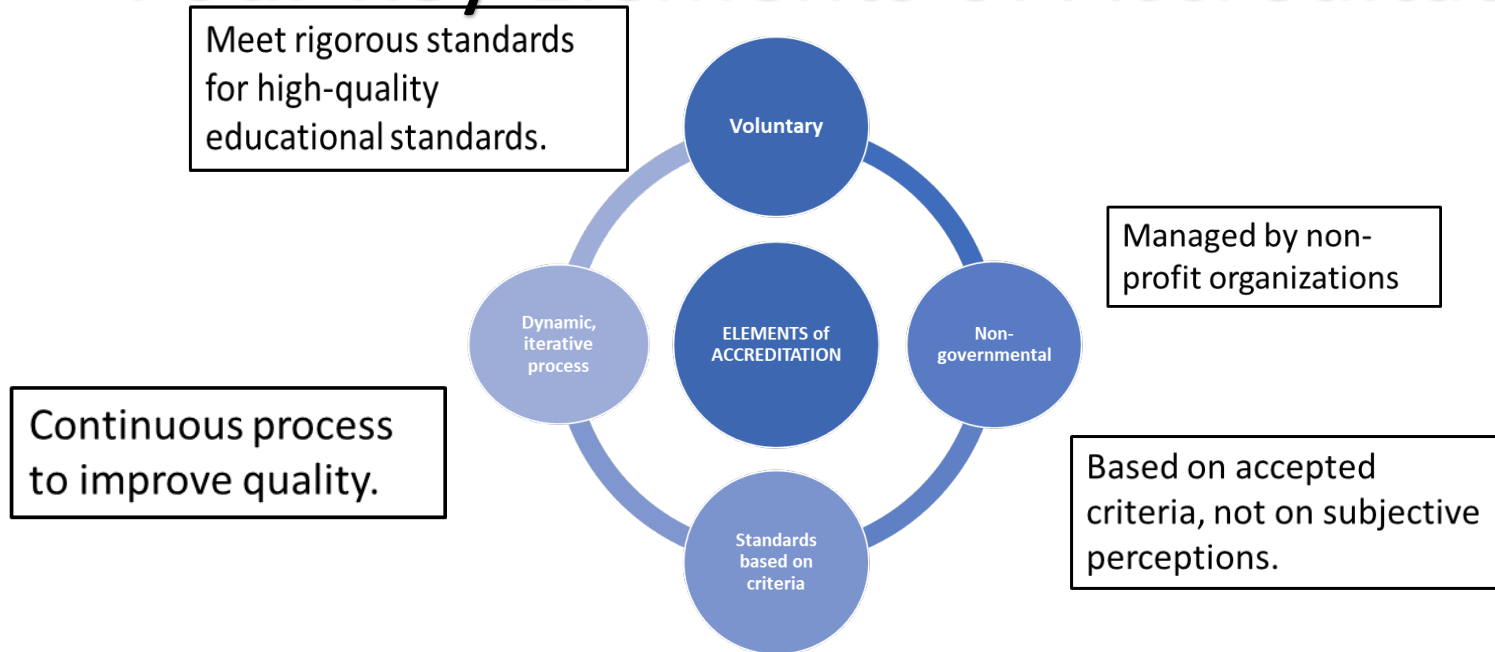 Meet rigorous standards
for high-quality
educational standards.
Voluntary
Managed by non-
profit organizations
Dynamic,
iterative
process
ELEMENTS of
ACCREDITATION
Non-
governmental
Continuous process
to improve quality.
Based on accepted
criteria, not on subjective
perceptions.
Standards
based on
criteria